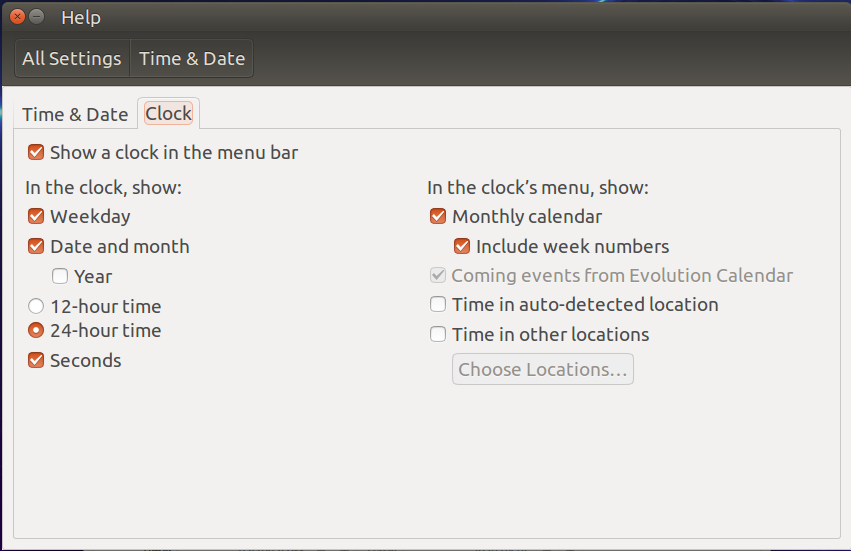 Help
All Settings
Time & Date
Time & Date
Clock
Show a clock in the menu bar
In the clock, show:
Weekday
Date and month
Year
12-hour time
24-hour time
Seconds
In the clock’s menu, show:
Monthly calendar
Include week numbers
Coming events from Evolution Calendar
Time in auto-detected location
Time in other locations
Choose Locations…